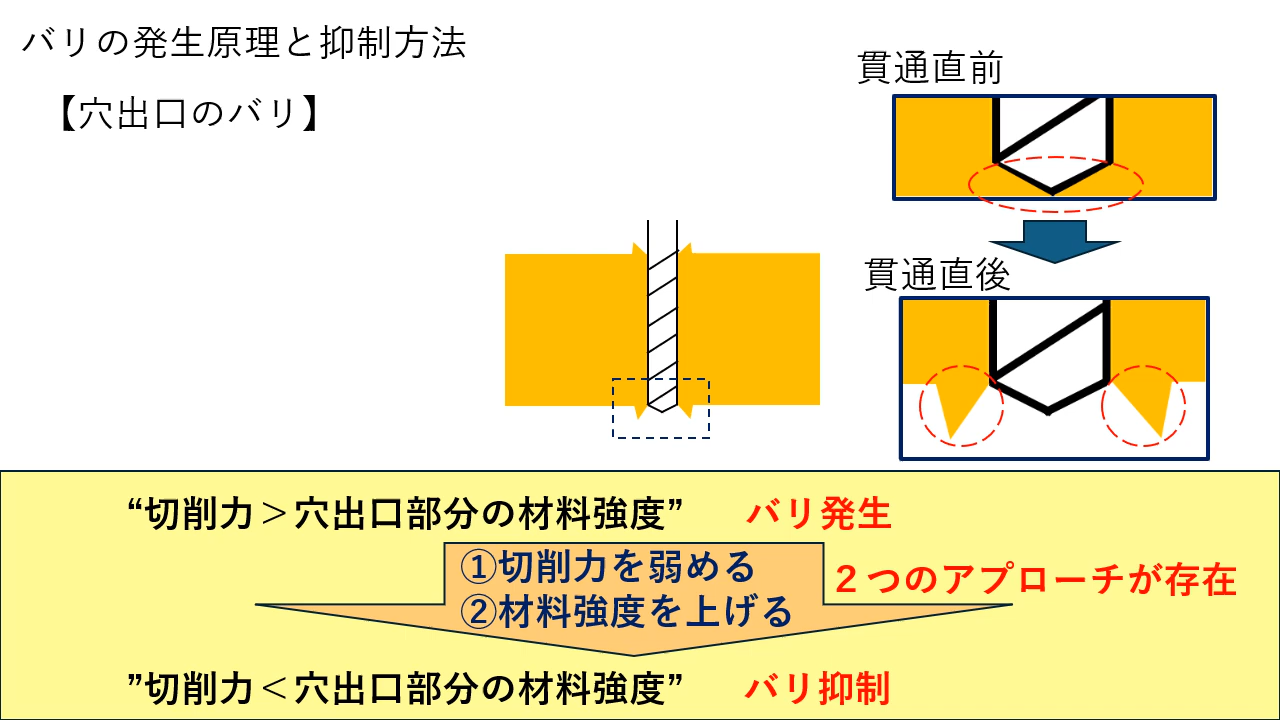 バリの発生原理と抑制方法
【穴出口のバリ】
貫通直前
貫通直後
“切削力＞穴出口部分の材料強度” バリ発生
①切削力を弱める
②材料強度を上げる
２つのアプローチが存在
”切削力＜穴出口部分の材料強度” バリ抑制